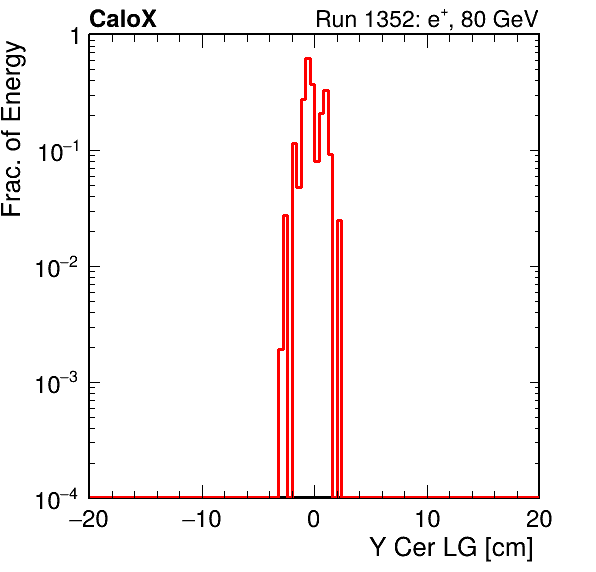 CaloX Run 1352: e⁺, 80 GeV
Frac. of Energy
1
10⁻¹
10⁻²
10⁻³
10⁻⁴
−20 −10 0 10 20
Y Cer LG [cm]